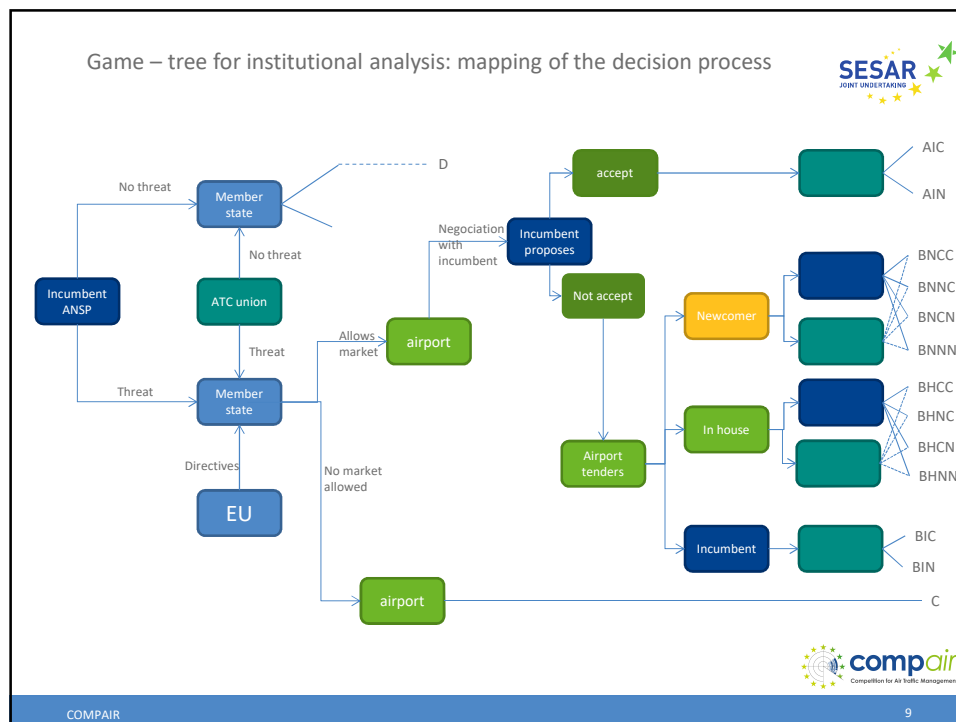 Game – tree for institutional analysis: mapping of the decision process
SESAR
JOINT UNDERTAKING
D
No threat
Member
state
accept
AIC
AIN
Negociation
with
incumbent
Incumbent
proposes
No threat
Incumbent
ANSP
ATC union
Not accept
Newcomer
BNCC
BNNC
BNCN
BNNN
Allows
market
airport
Threat
Threat
Member
state
In house
BHCC
BHNC
BHCN
BHNN
Directives
No market
allowed
Airport
tenders
EU
Incumbent
BIC
BIN
airport
C
compair
Competition for Air Traffic Management
COMPAIR
9